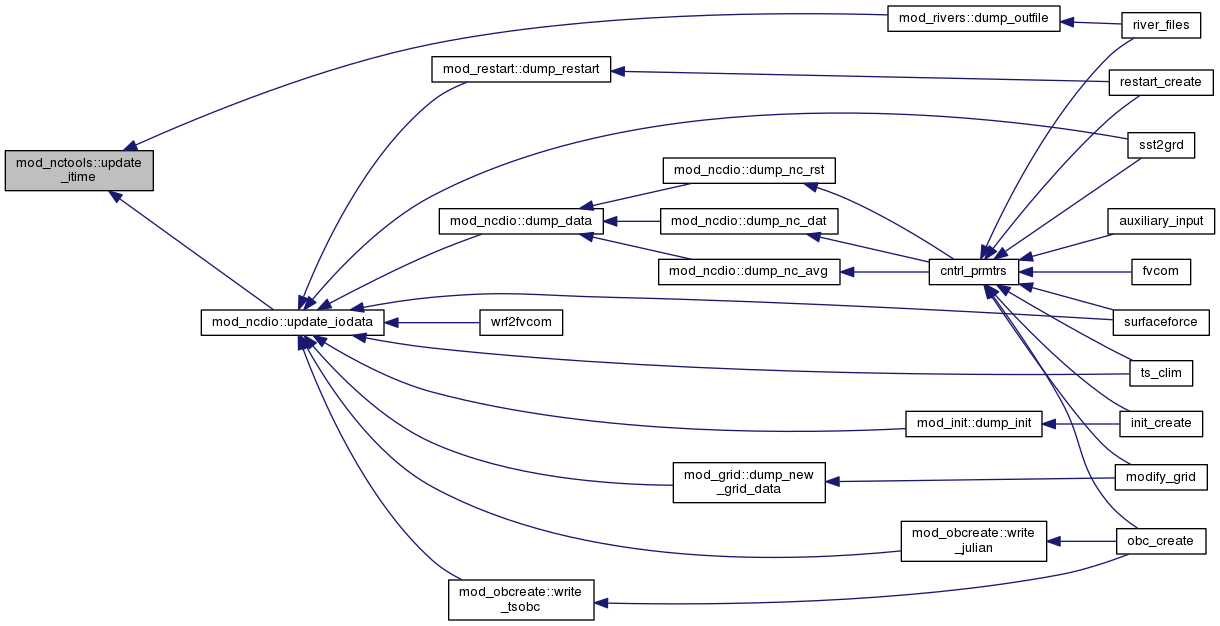 mod_rivers::dump_outfile
river_files
mod_restart::dump_restart
restart_create
mod_nctools::update
_itime
sst2grd
mod_ncdio::dump_nc_rst
mod_ncdio::dump_data
mod_ncdio::dump_nc_dat
auxiliary_input
mod_ncdio::dump_nc_avg
cntrl_prmtrs
fvcom
mod_ncdio::update_iodata
wrf2fvcom
surfaceforce
ts_clim
mod_init::dump_init
init_create
mod_grid::dump_new
_grid_data
modify_grid
mod_obcreate::write
_julian
obc_create
mod_obcreate::write
_tsobc